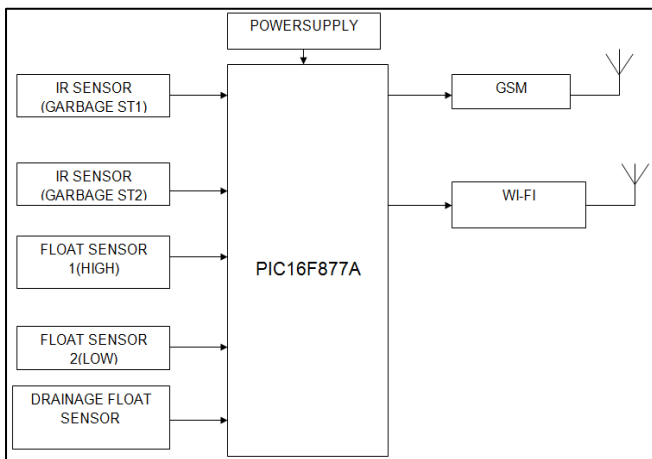 POWERSUPPLY
IR SENSOR
(GARBAGE ST1)
GSM
IR SENSOR
(GARBAGE ST2)
WI-FI
FLOAT SENSOR
1(HIGH)
PIC16F877A
FLOAT SENSOR
2(LOW)
DRAINAGE FLOAT
SENSOR